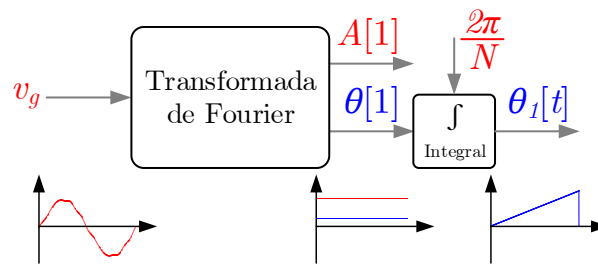 A[1]
2π
N
v_g
Transformada
de Fourier
θ[1]
∫
Integral
θ_1[t]